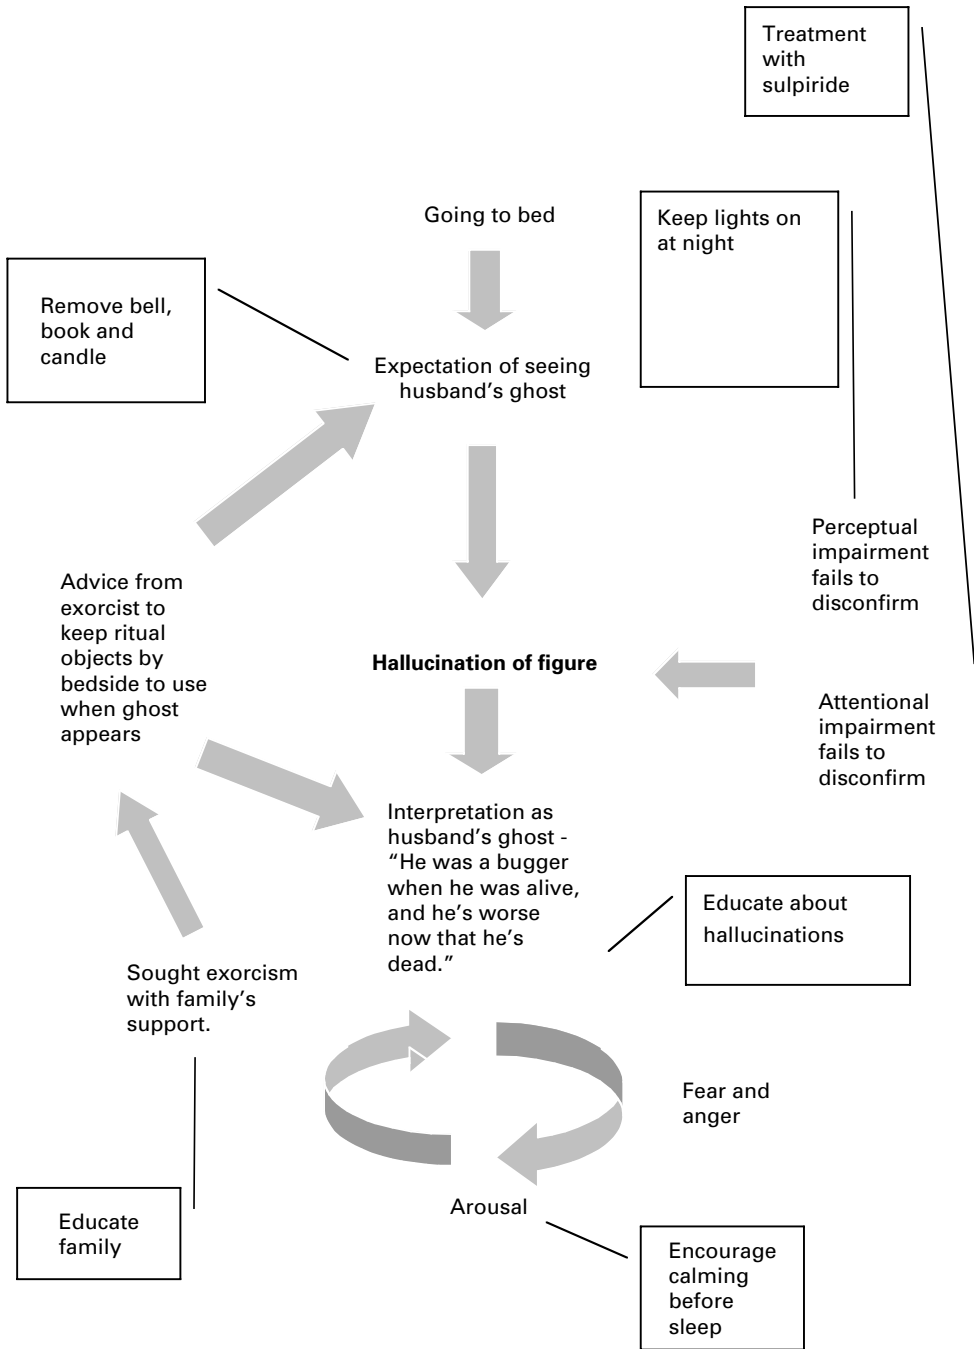 Treatment
with
sulpiride
Going to bed
Keep lights on
at night
Remove bell,
book and
candle
Expectation of seeing
husband’s ghost
Perceptual
impairment
fails to
disconfirm
Advice from
exorcist to
keep ritual
objects by
bedside to use
when ghost
appears
Hallucination of figure
Attentional
impairment
fails to
disconfirm
Interpretation as
husband’s ghost -
“He was a bugger
when he was alive,
and he’s worse
now that he’s
dead.”
Educate about
hallucinations
Sought exorcism
with family’s
support.
Fear and
anger
Arousal
Educate
family
Encourage
calming
before
sleep